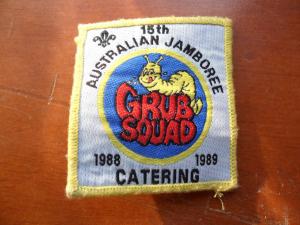 15th
AUSTRALIAN JAMBOREE
GRUB
SQUAD
1988 1989
CATERING